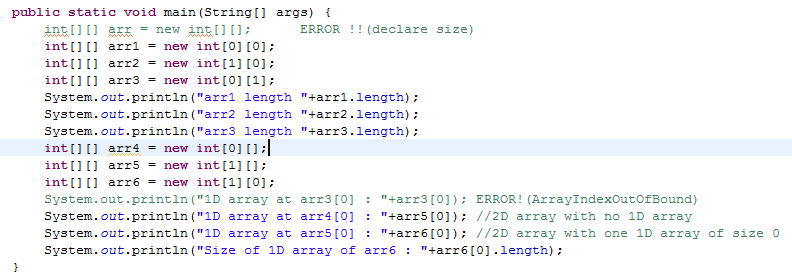 public static void main(String[] args) {
int[][] arr = new int[][]; ERROR !!(declare size)
int[][] arr1 = new int[0][0];
int[][] arr2 = new int[1][0];
int[][] arr3 = new int[0][1];
System.out.println("arr1 length "+arr1.length);
System.out.println("arr2 length "+arr2.length);
System.out.println("arr3 length "+arr3.length);
int[][] arr4 = new int[0][];
int[][] arr5 = new int[1][];
int[][] arr6 = new int[1][0];
System.out.println("1D array at arr3[0] : "+arr3[0]); ERROR!(ArrayIndexOutOfBound)
System.out.println("1D array at arr4[0] : "+arr5[0]); //2D array with no 1D array
System.out.println("1D array at arr5[0] : "+arr6[0]); //2D array with one 1D array of size 0
System.out.println("Size of 1D array of arr6 : "+arr6[0].length);
}